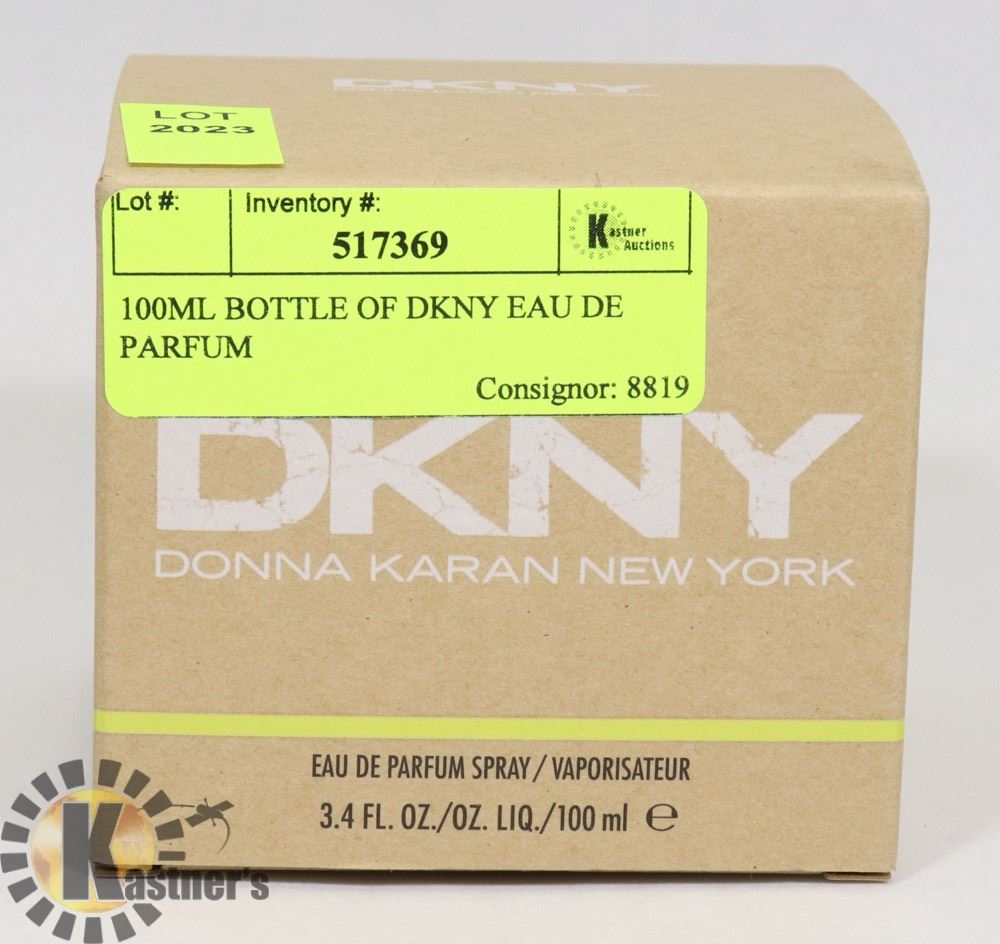 DKNY
LOT
2023
Lot #:
Inventory #:
517369
Kastner
Auctions
100ML BOTTLE OF DKNY EAU DE
PARFUM
Consignor: 8819
DKNY
DONNA KARAN NEW YORK
EAU DE PARFUM SPRAY / VAPORISATEUR
3.4 FL. OZ./OZ. LIQ./100 ml ℮
Kastner's